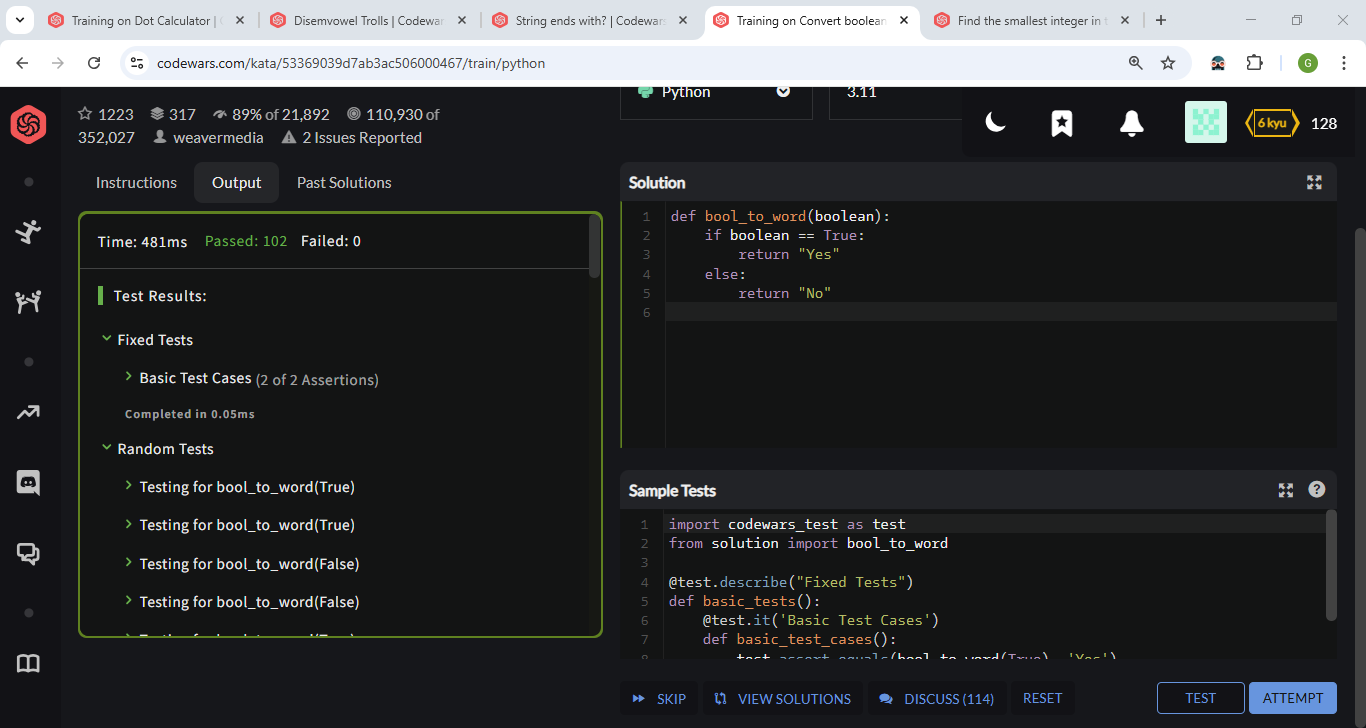 Training on Dot Calculator |
Disemvowel Trolls | Codewar
String ends with? | Codewars
Training on Convert boolean
Find the smallest integer in t
codewars.com/kata/53369039d7ab3ac506000467/train/python
G
1223 317 89% of 21,892 110,930 of
352,027 weavermedia 2 Issues Reported
Python
3.11
6 kyu
128
Instructions
Output
Past Solutions
Time: 481ms Passed: 102 Failed: 0
Test Results:
Fixed Tests
Basic Test Cases (2 of 2 Assertions)
Completed in 0.05ms
Random Tests
Testing for bool_to_word(True)
Testing for bool_to_word(True)
Testing for bool_to_word(False)
Testing for bool_to_word(False)
Solution
1 def bool_to_word(boolean):
2 if boolean == True:
3 return "Yes"
4 else:
5 return "No"
6
Sample Tests
?
1 import codewars_test as test
2 from solution import bool_to_word
3
4 @test.describe("Fixed Tests")
5 def basic_tests():
6 @test.it('Basic Test Cases')
7 def basic_test_cases():
8 test.assert_equals(bool_to_word(True), 'Yes')
SKIP
VIEW SOLUTIONS
DISCUSS (114)
RESET
TEST
ATTEMPT